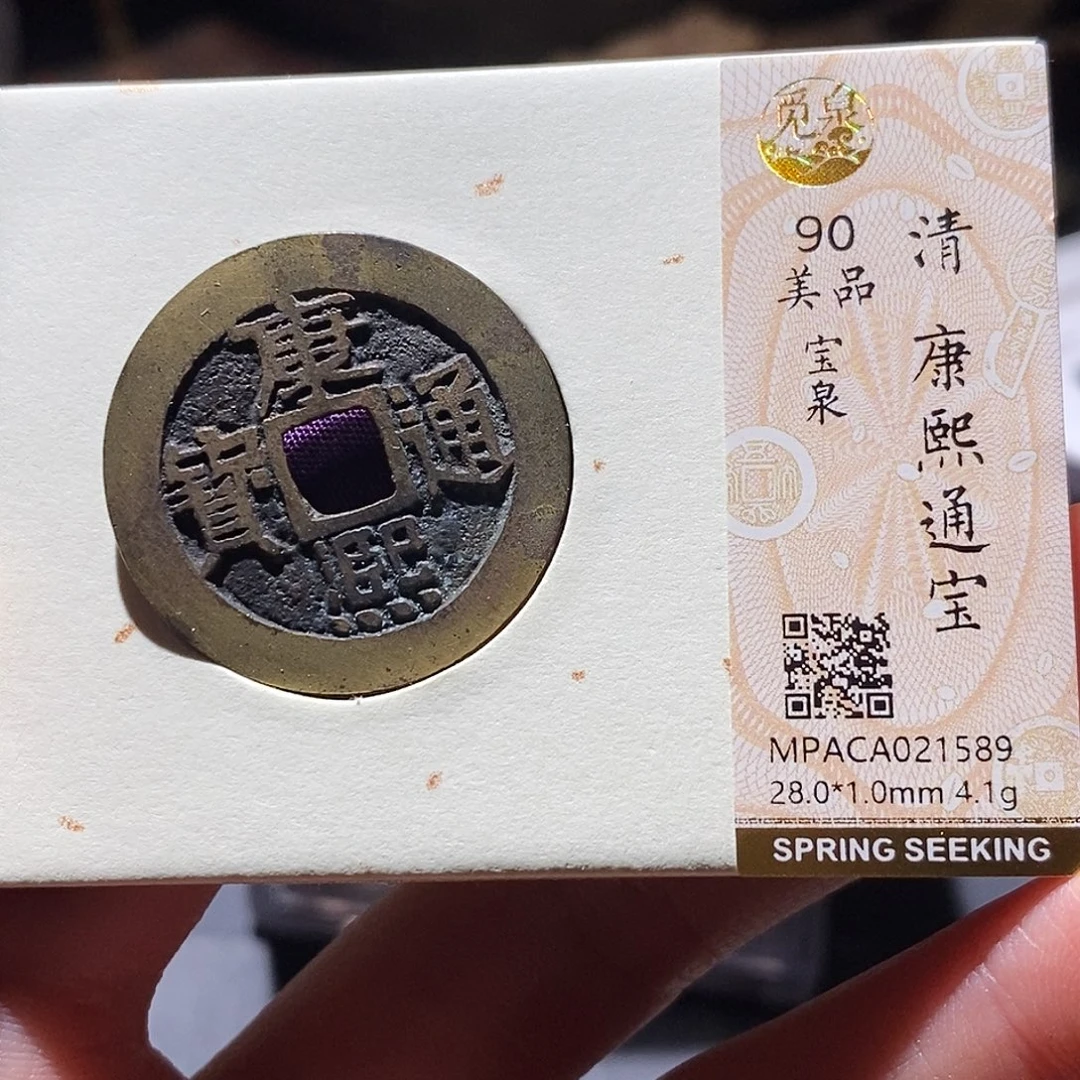 康
熙
通
寶
觅泉
90
美品
宝泉
清 康熙通宝
MPACA021589
28.0*1.0mm 4.1g
SPRING SEEKING